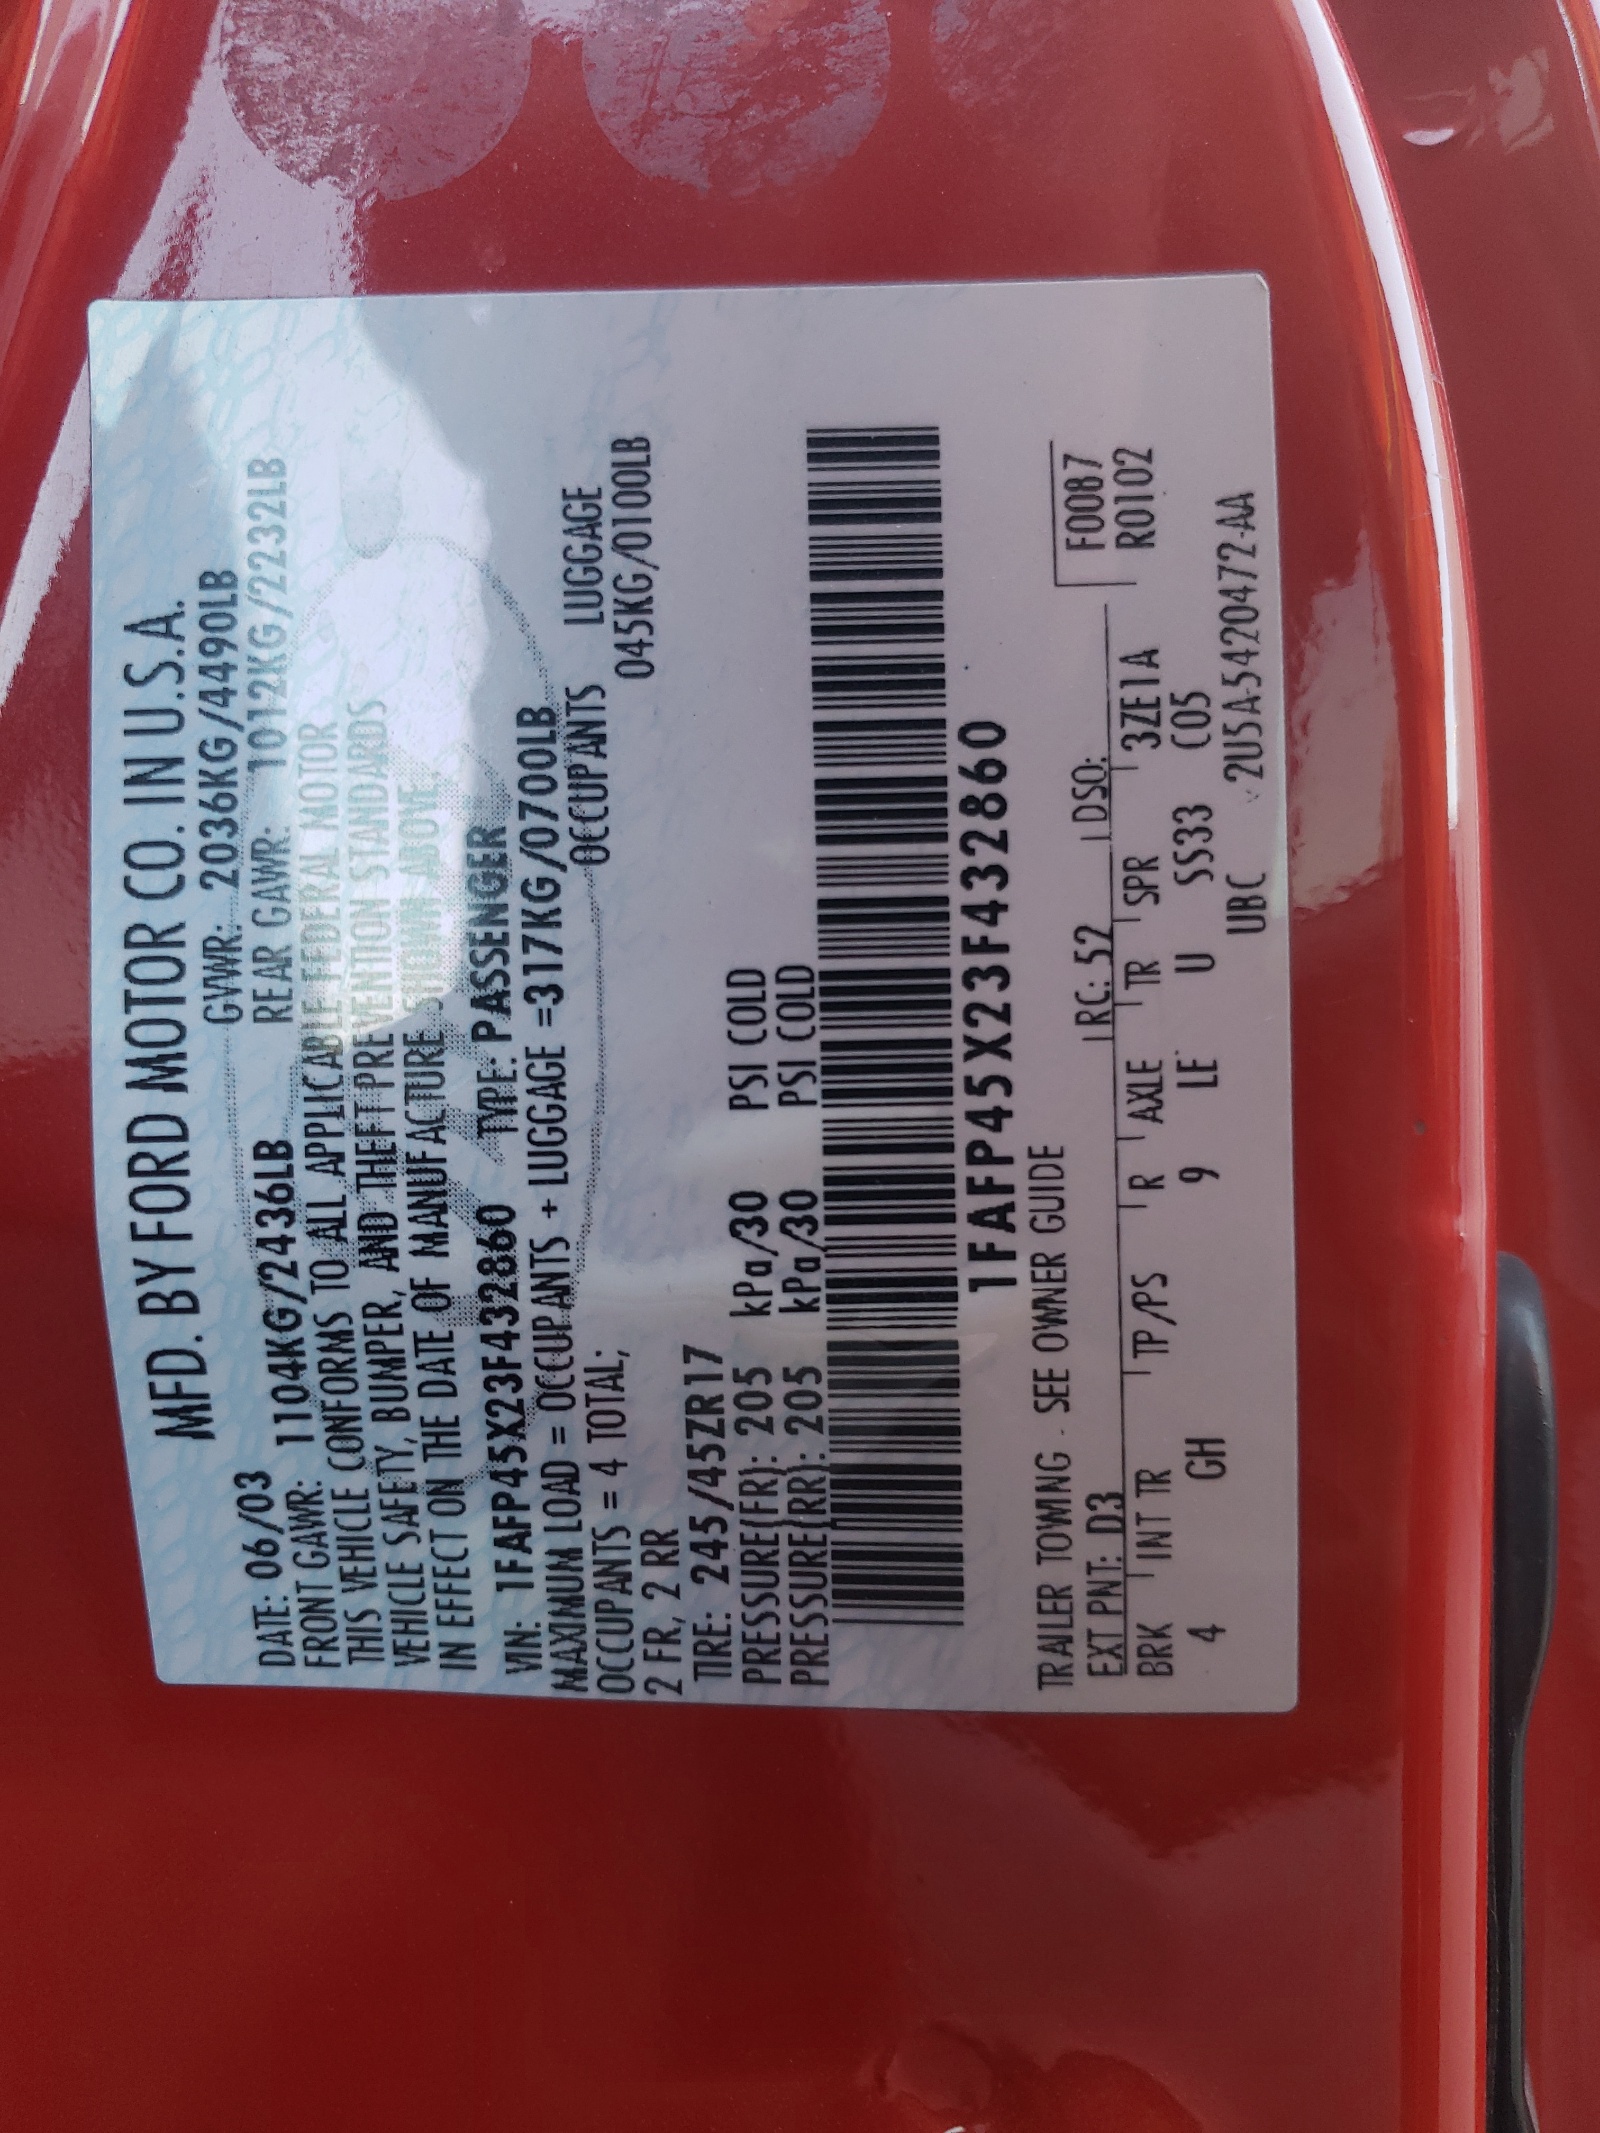 MFD. BY FORD MOTOR CO. IN U.S.A.
DATE: 06/03 GVWR: 2036KG/4490LB
FRONT GAWR: 1104KG/2436LB REAR GAWR: 1012KG/2232LB
THIS VEHICLE CONFORMS TO ALL APPLICABLE FEDERAL MOTOR
VEHICLE SAFETY, BUMPER, AND THEFT PREVENTION STANDARDS
IN EFFECT ON THE DATE OF MANUFACTURE SHOWN ABOVE.
VIN: 1FAFP45X23F432860 TYPE: PASSENGER
MAXIMUM LOAD = OCCUPANTS + LUGGAGE =317KG/0700LB
OCCUPANTS = 4 TOTAL; OCCUPANTS LUGGAGE
2 FR, 2 RR 045KG/0100LB
TIRE: 245/45ZR17
PRESSURE(FR): 205 kPa/30 PSI COLD
PRESSURE(RR): 205 kPa/30 PSI COLD
1FAFP45X23F432860
TRAILER TOWING - SEE OWNER GUIDE
F0087
EXT PNT: D3 RC: 52 DSO: R0102
BRK INT TR TP/PS R AXLE TR SPR 3ZE1A
4 GH 9 LE U SS33 C05
UBC 2U5A-5420472-AA